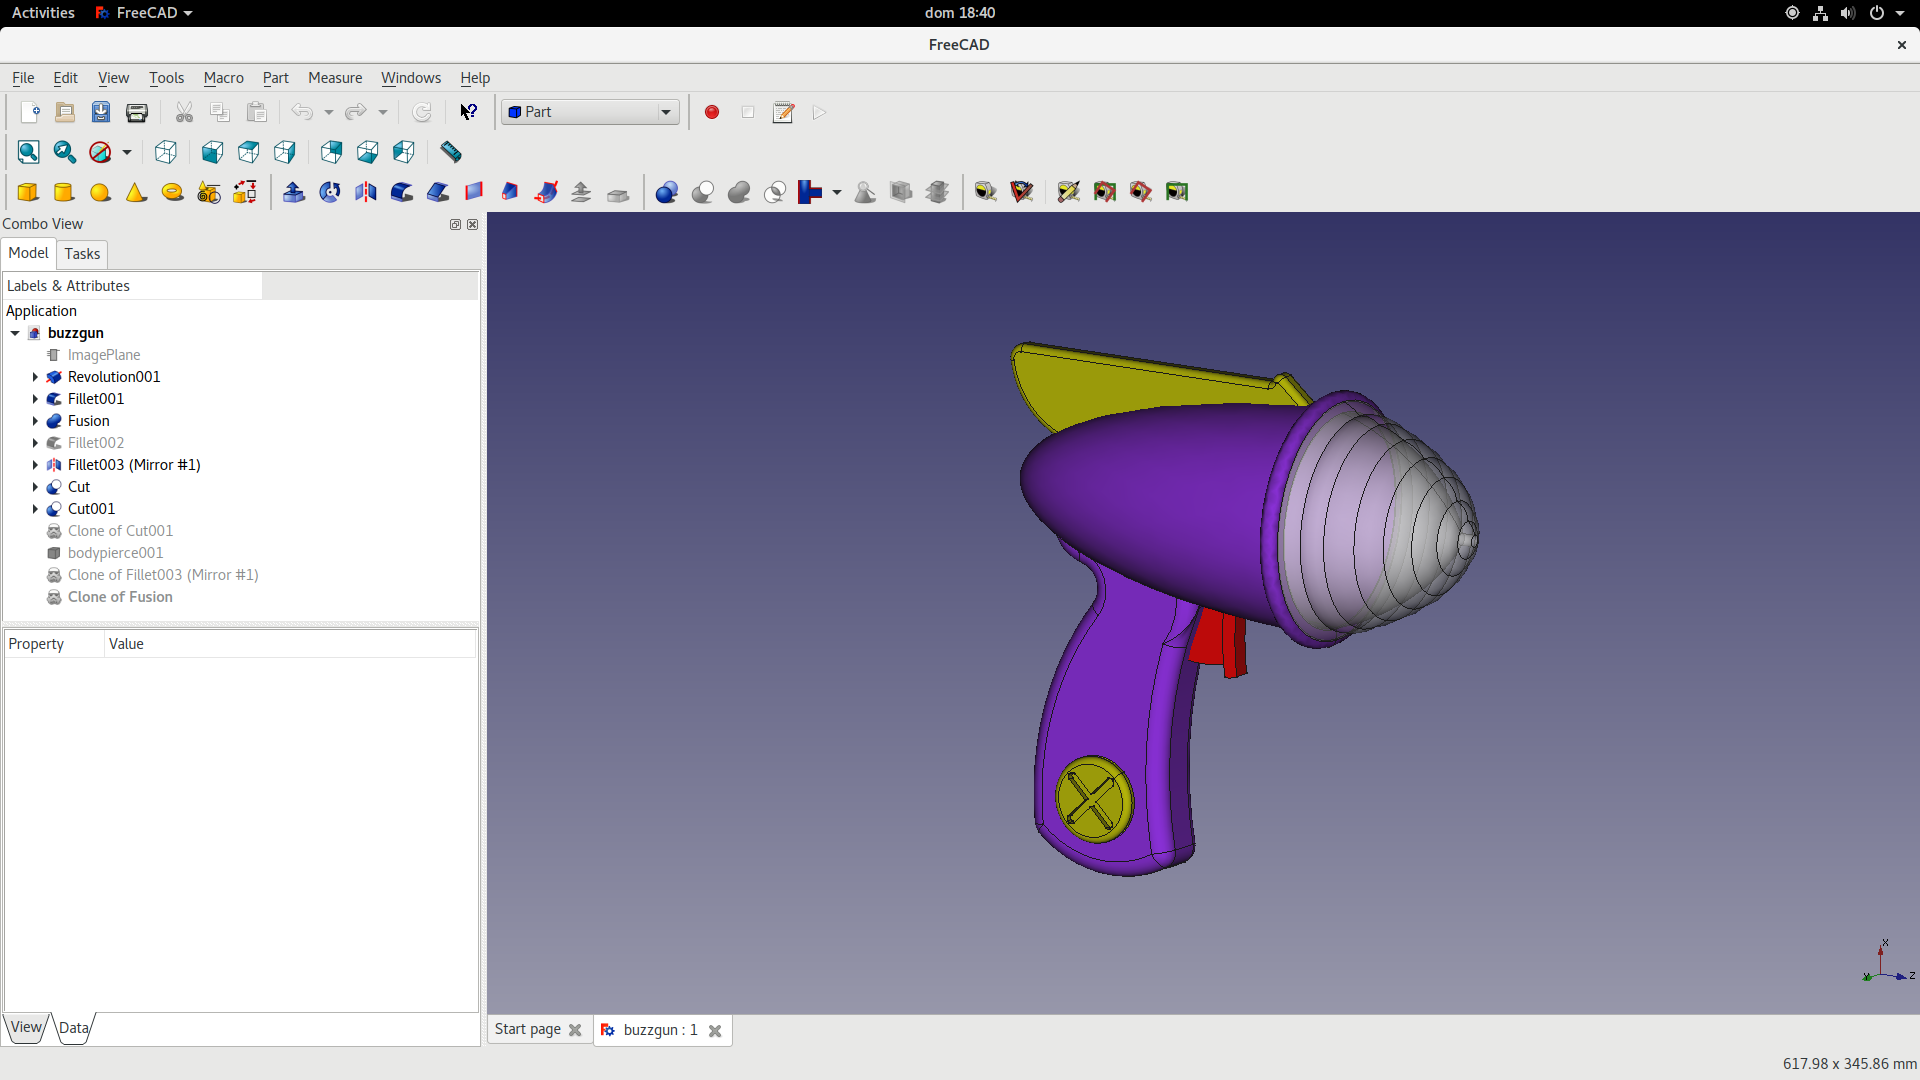 Activities FreeCAD dom 18:40
FreeCAD
File Edit View Tools Macro Part Measure Windows Help
Part
Combo View
Model Tasks
Labels & Attributes
Application
buzzgun
ImagePlane
Revolution001
Fillet001
Fusion
Fillet002
Fillet003 (Mirror #1)
Cut
Cut001
Clone of Cut001
bodypierce001
Clone of Fillet003 (Mirror #1)
Clone of Fusion
Property Value
X
Y Z
View Data
Start page buzzgun : 1
617.98 x 345.86 mm